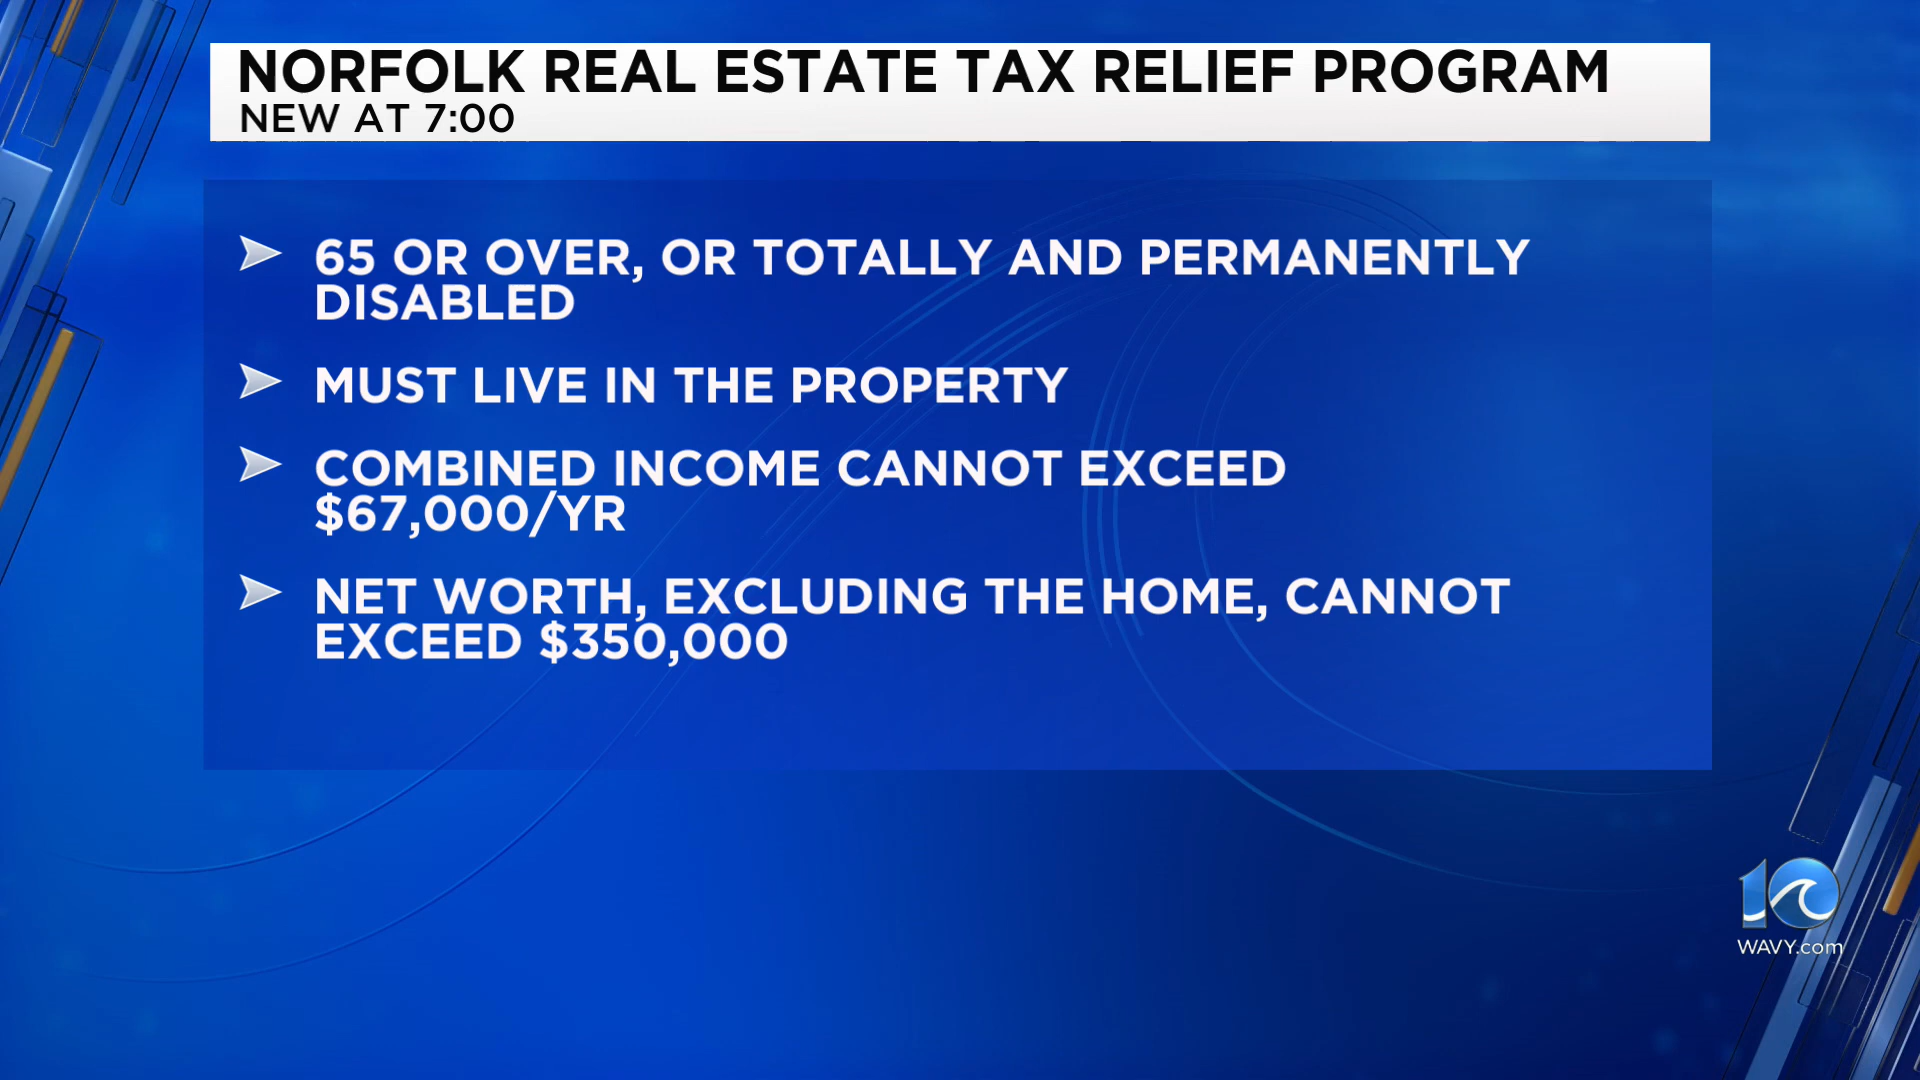 NORFOLK REAL ESTATE TAX RELIEF PROGRAM
NEW AT 7:00
65 OR OVER, OR TOTALLY AND PERMANENTLY
DISABLED
MUST LIVE IN THE PROPERTY
COMBINED INCOME CANNOT EXCEED
$67,000/YR
NET WORTH, EXCLUDING THE HOME, CANNOT
EXCEED $350,000
10
WAVY.com